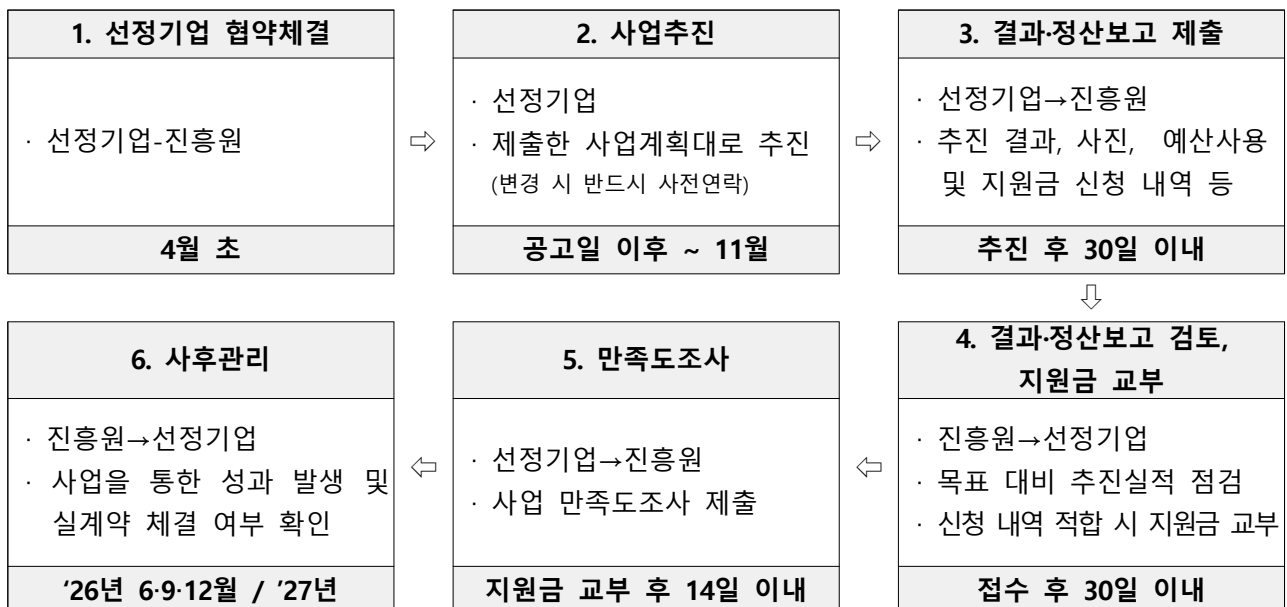 1. 선정기업 협약체결
· 선정기업-진흥원
4월 초
⇨
2. 사업추진
· 선정기업
· 제출한 사업계획대로 추진
(변경 시 반드시 사전연락)
공고일 이후 ~ 11월
⇨
3. 결과·정산보고 제출
· 선정기업→진흥원
· 추진 결과, 사진, 예산사용
및 지원금 신청 내역 등
추진 후 30일 이내
⇩
4. 결과·정산보고 검토,
지원금 교부
· 진흥원→선정기업
· 목표 대비 추진실적 점검
· 신청 내역 적합 시 지원금 교부
접수 후 30일 이내
⇦
5. 만족도조사
· 선정기업→진흥원
· 사업 만족도조사 제출
지원금 교부 후 14일 이내
⇦
6. 사후관리
· 진흥원→선정기업
· 사업을 통한 성과 발생 및
실계약 체결 여부 확인
‘26년 6·9·12월 / ’27년